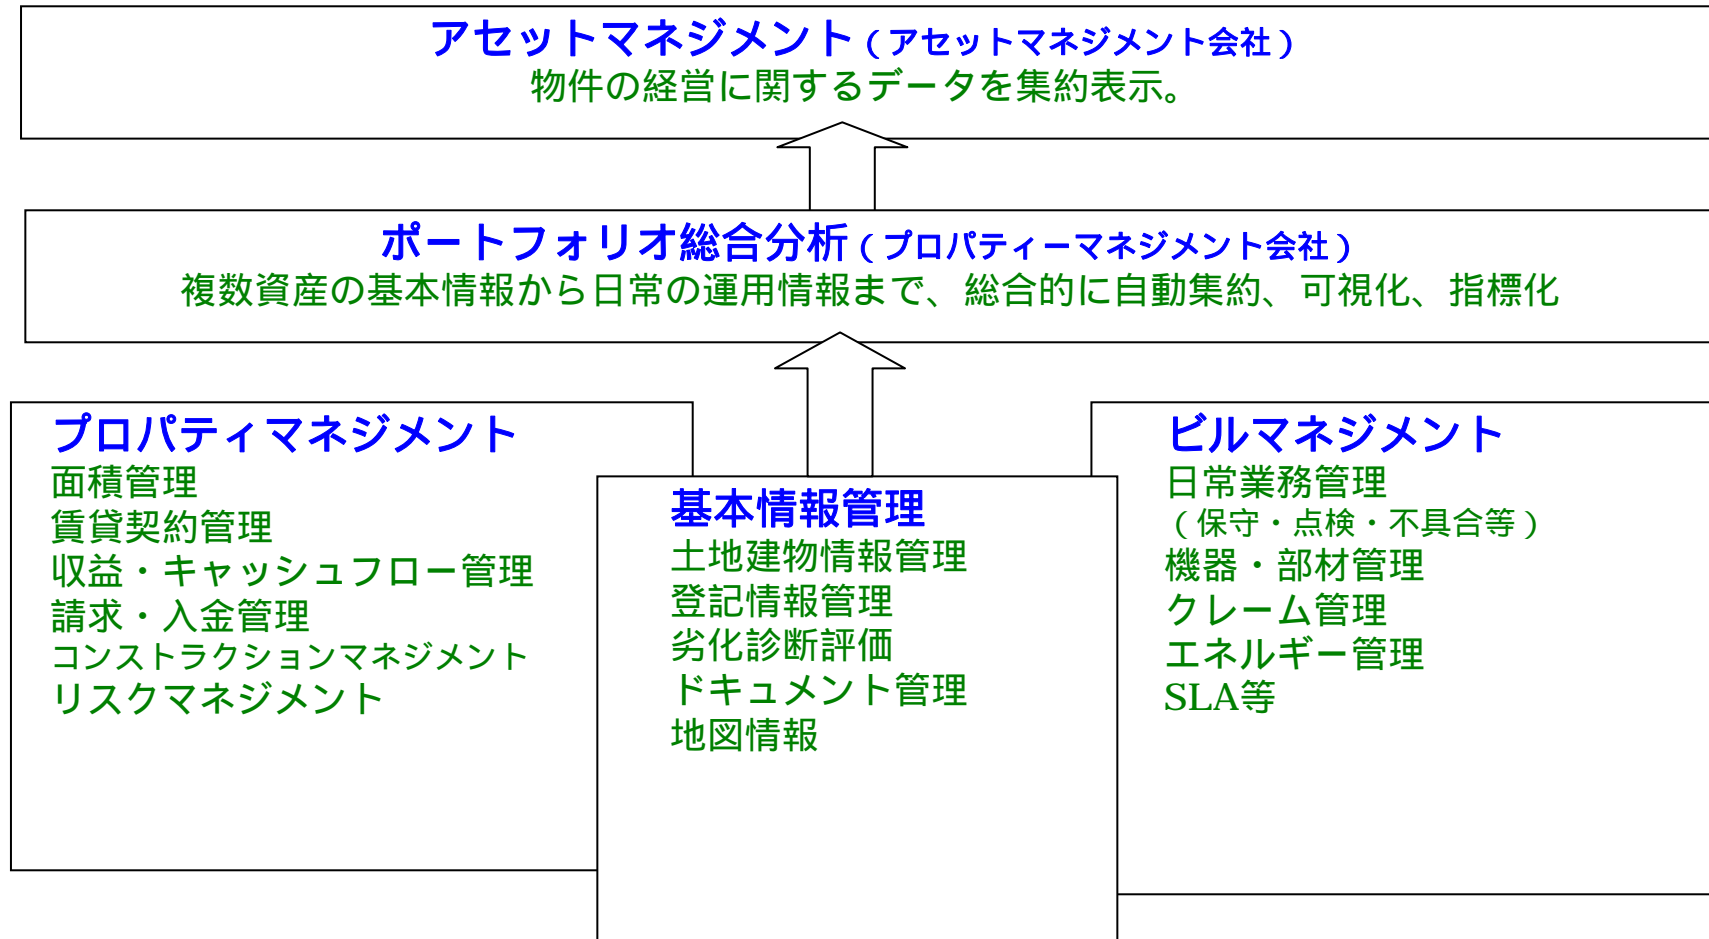 アセットマネジメント（アセットマネジメント会社）
物件の経営に関するデータを集約表示。
ポートフォリオ総合分析（プロパティーマネジメント会社）
複数資産の基本情報から日常の運用情報まで、総合的に自動集約、可視化、指標化
プロパティマネジメント
面積管理
賃貸契約管理
収益・キャッシュフロー管理
請求・入金管理
コンストラクションマネジメント
リスクマネジメント
基本情報管理
土地建物情報管理
登記情報管理
劣化診断評価
ドキュメント管理
地図情報
ビルマネジメント
日常業務管理
（保守・点検・不具合等）
機器・部材管理
クレーム管理
エネルギー管理
SLA等